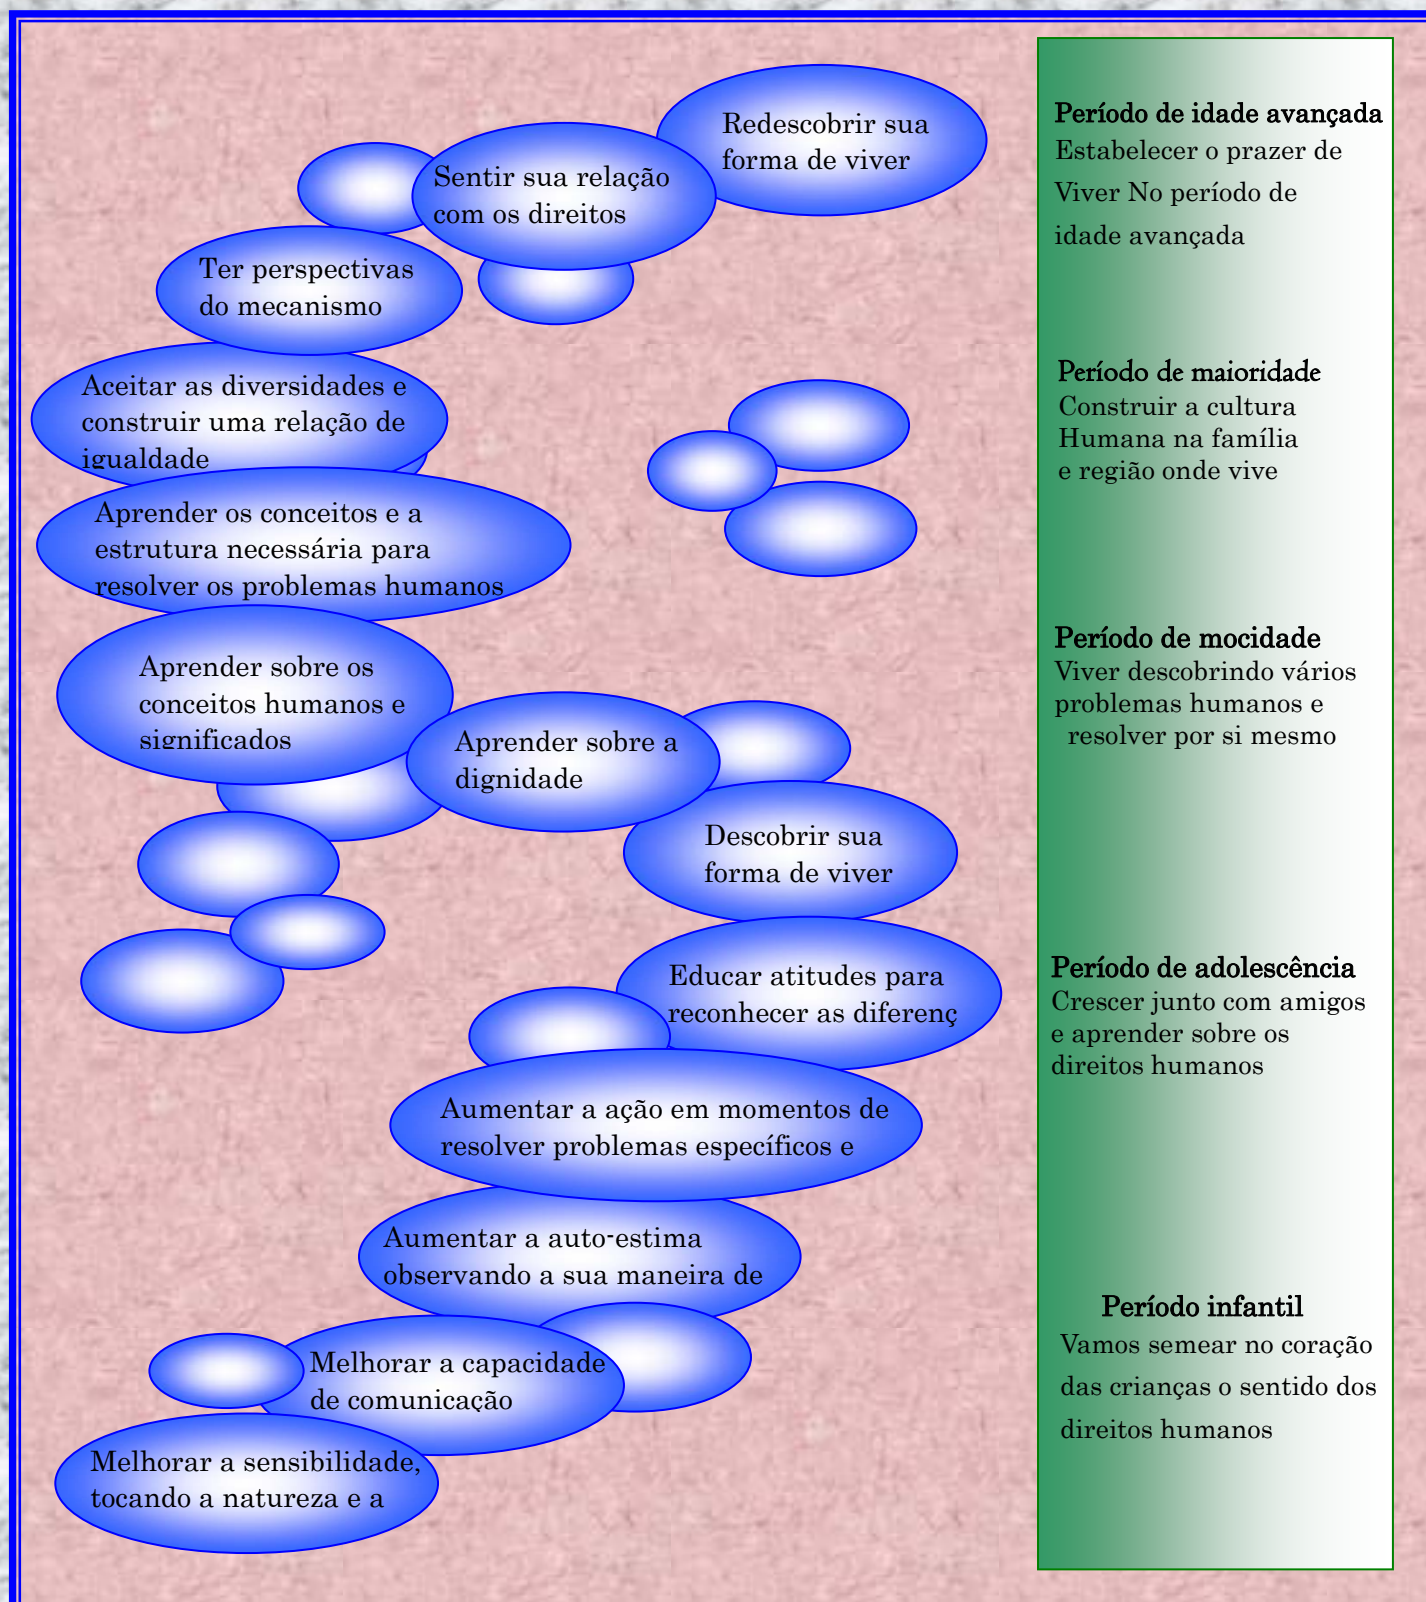 Redescobrir sua
forma de viver
Sentir sua relação
com os direitos
Ter perspectivas
do mecanismo
Aceitar as diversidades e
construir uma relação de
igualdade
Aprender os conceitos e a
estrutura necessária para
resolver os problemas humanos
Aprender sobre os
conceitos humanos e
significados
Aprender sobre a
dignidade
Descobrir sua
forma de viver
Educar atitudes para
reconhecer as diferenç
Aumentar a ação em momentos de
resolver problemas específicos e
Aumentar a auto-estima
observando a sua maneira de
Melhorar a capacidade
de comunicação
Melhorar a sensibilidade,
tocando a natureza e a
Período de idade avançada
Estabelecer o prazer de
Viver No período de
idade avançada
Período de maioridade
Construir a cultura
Humana na família
e região onde vive
Período de mocidade
Viver descobrindo vários
problemas humanos e
resolver por si mesmo
Período de adolescência
Crescer junto com amigos
e aprender sobre os
direitos humanos
Período infantil
Vamos semear no coração
das crianças o sentido dos
direitos humanos